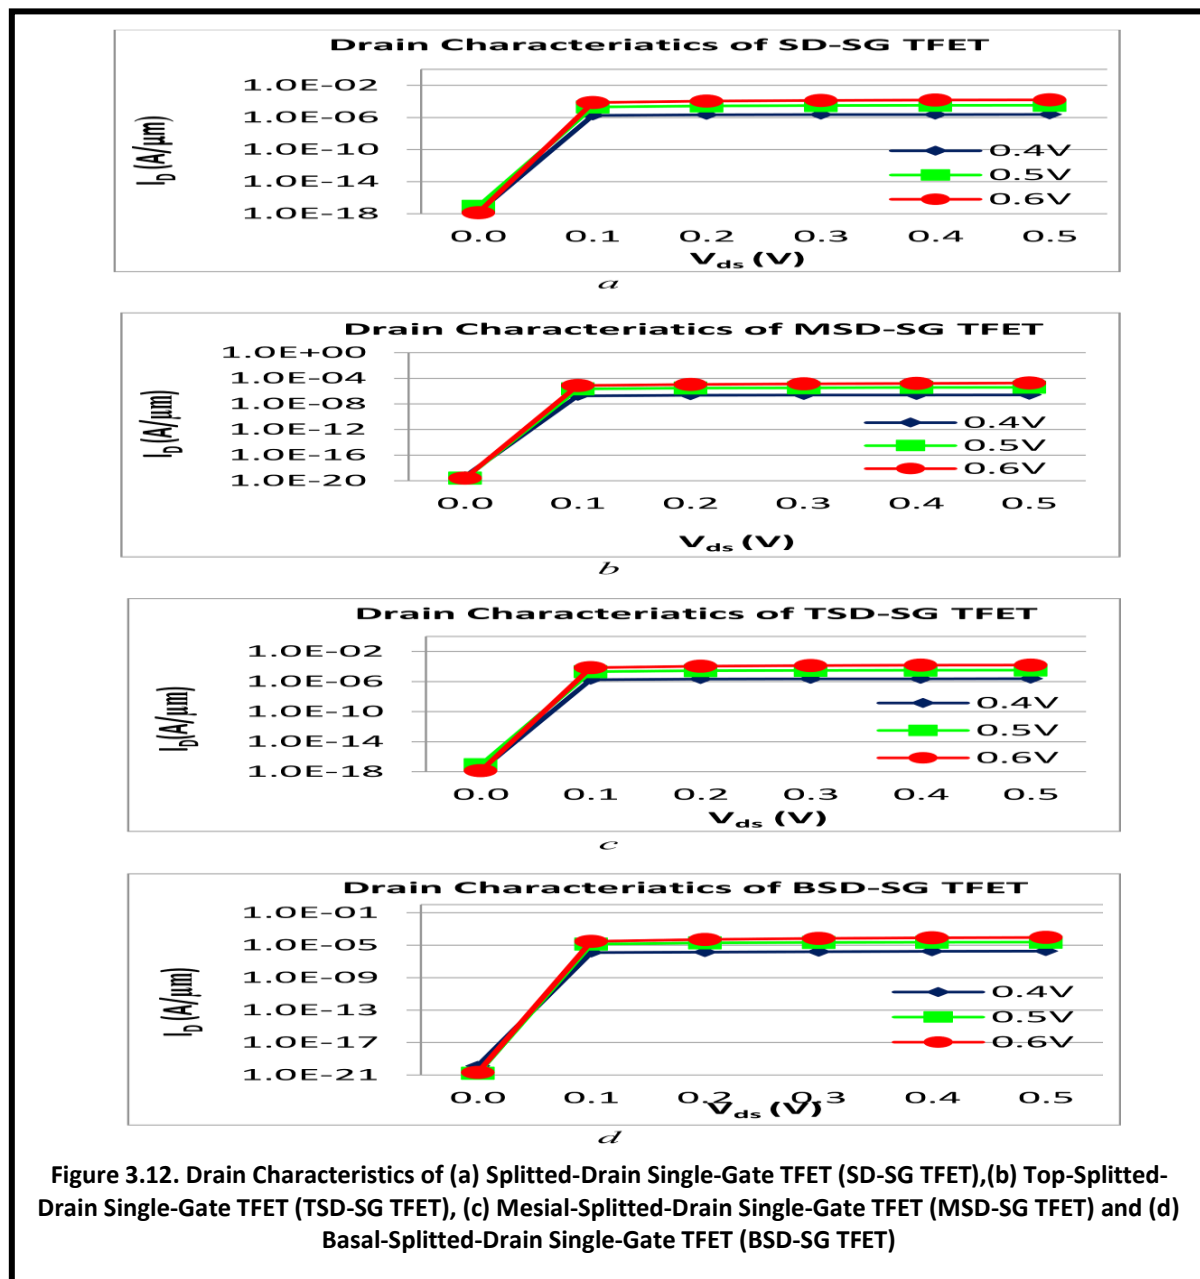 Drain Characteriatics of SD-SG TFET
1.0E-02
1.0E-06
1.0E-10
1.0E-14
1.0E-18
I_D (A/μm)
0.4V
0.5V
0.6V
0.0 0.1 0.2 0.3 0.4 0.5
V_ds (V)
a
Drain Characteriatics of MSD-SG TFET
1.0E+00
1.0E-04
1.0E-08
1.0E-12
1.0E-16
1.0E-20
I_D (A/μm)
0.4V
0.5V
0.6V
0.0 0.1 0.2 0.3 0.4 0.5
V_ds (V)
b
Drain Characteriatics of TSD-SG TFET
1.0E-02
1.0E-06
1.0E-10
1.0E-14
1.0E-18
I_D(A/μm)
0.4V
0.5V
0.6V
0.0 0.1 0.2 0.3 0.4 0.5
V_ds (V)
c
Drain Characteriatics of BSD-SG TFET
1.0E-01
1.0E-05
1.0E-09
1.0E-13
1.0E-17
1.0E-21
I_D (A/μm)
0.4V
0.5V
0.6V
0.0 0.1 0.2 0.3 0.4 0.5
V_ds (V)
d
Figure 3.12. Drain Characteristics of (a) Splitted-Drain Single-Gate TFET (SD-SG TFET),(b) Top-Splitted-
Drain Single-Gate TFET (TSD-SG TFET), (c) Mesial-Splitted-Drain Single-Gate TFET (MSD-SG TFET) and (d)
Basal-Splitted-Drain Single-Gate TFET (BSD-SG TFET)